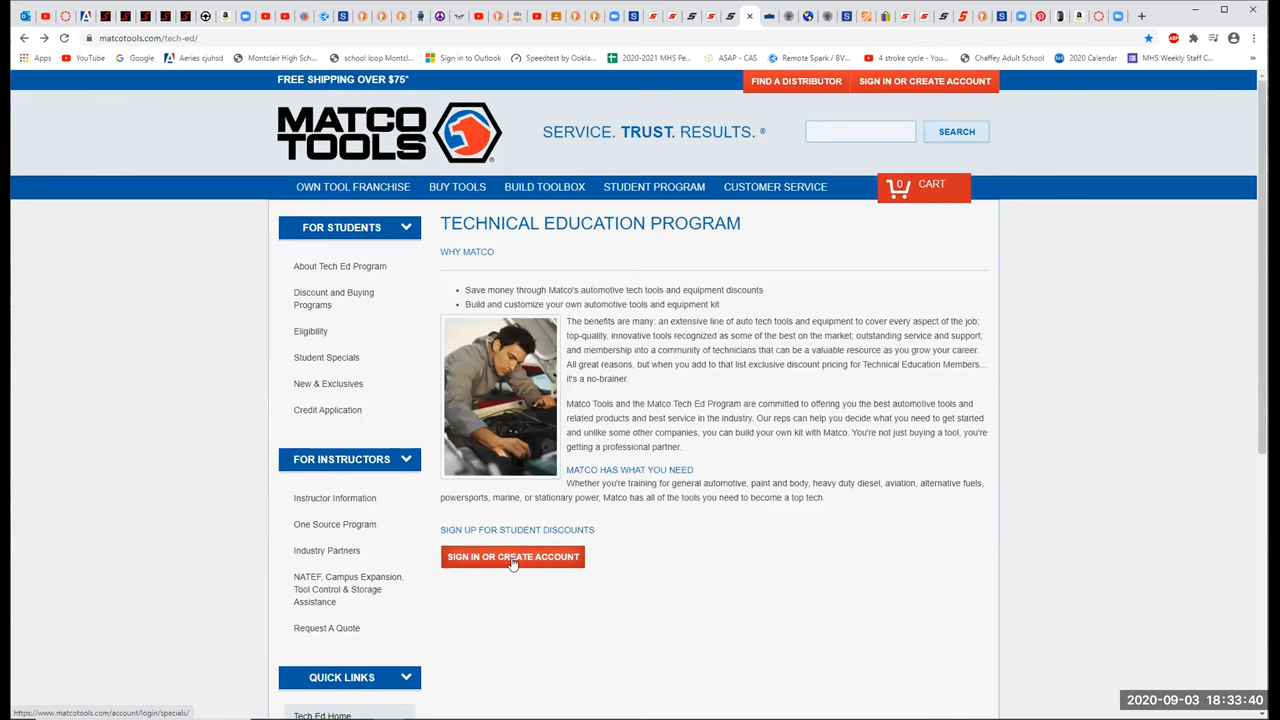 matcotools.com/tech-ed/
Apps YouTube Google Aeries cjuhsd Montclair High Sch... school loop Montcl... Sign in to Outlook Speedtest by Ookla... 2020-2021 MHS Pe... ASAP - CAS Remote Spark / BV... 4 stroke cycle - You... Chaffey Adult School 2020 Calendar MHS Weekly Staff C... »
FREE SHIPPING OVER $75*
FIND A DISTRIBUTOR SIGN IN OR CREATE ACCOUNT
MATCO
TOOLS
SERVICE. TRUST. RESULTS. ®
SEARCH
OWN TOOL FRANCHISE BUY TOOLS BUILD TOOLBOX STUDENT PROGRAM CUSTOMER SERVICE
0 CART
FOR STUDENTS
About Tech Ed Program
Discount and Buying
Programs
Eligibility
Student Specials
New & Exclusives
Credit Application
FOR INSTRUCTORS
Instructor Information
One Source Program
Industry Partners
NATEF, Campus Expansion,
Tool Control & Storage
Assistance
Request A Quote
QUICK LINKS
Tech Ed Home
TECHNICAL EDUCATION PROGRAM
WHY MATCO
• Save money through Matco's automotive tech tools and equipment discounts
• Build and customize your own automotive tools and equipment kit
The benefits are many: an extensive line of auto tech tools and equipment to cover every aspect of the job;
top-quality, innovative tools recognized as some of the best on the market; outstanding service and support;
and membership into a community of technicians that can be a valuable resource as you grow your career.
All great reasons, but when you add to that list exclusive discount pricing for Technical Education Members...
it's a no-brainer.
Matco Tools and the Matco Tech Ed Program are committed to offering you the best automotive tools and
related products and best service in the industry. Our reps can help you decide what you need to get started
and unlike some other companies, you can build your own kit with Matco. You're not just buying a tool, you're
getting a professional partner.
MATCO HAS WHAT YOU NEED
Whether you're training for general automotive, paint and body, heavy duty diesel, aviation, alternative fuels,
powersports, marine, or stationary power, Matco has all of the tools you need to become a top tech.
SIGN UP FOR STUDENT DISCOUNTS
SIGN IN OR CREATE ACCOUNT
https://www.matcotools.com/account/login/specials/
2020-09-03 18:33:40